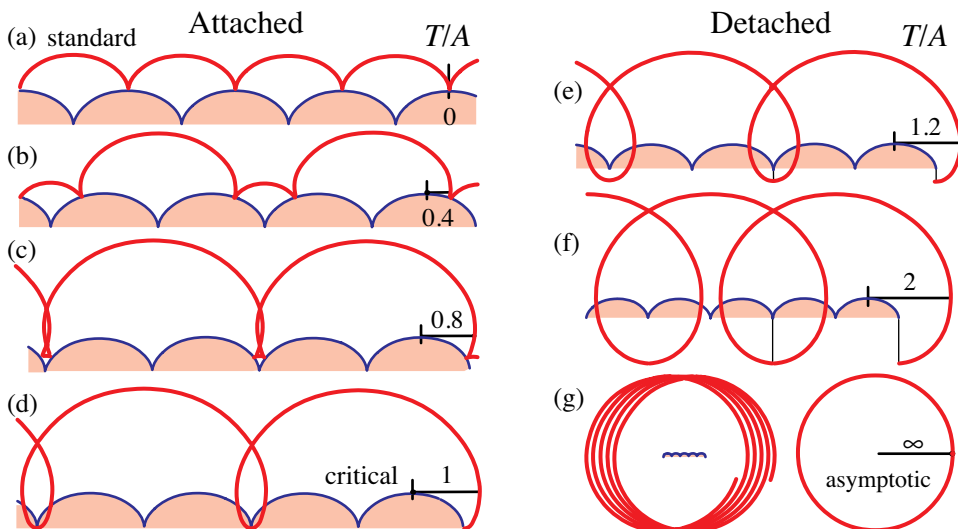 Attached
(a) standard T/A
0
(b)
0.4
(c)
0.8
(d)
critical 1
Detached
T/A
(e)
1.2
(f)
2
(g)
∞
asymptotic